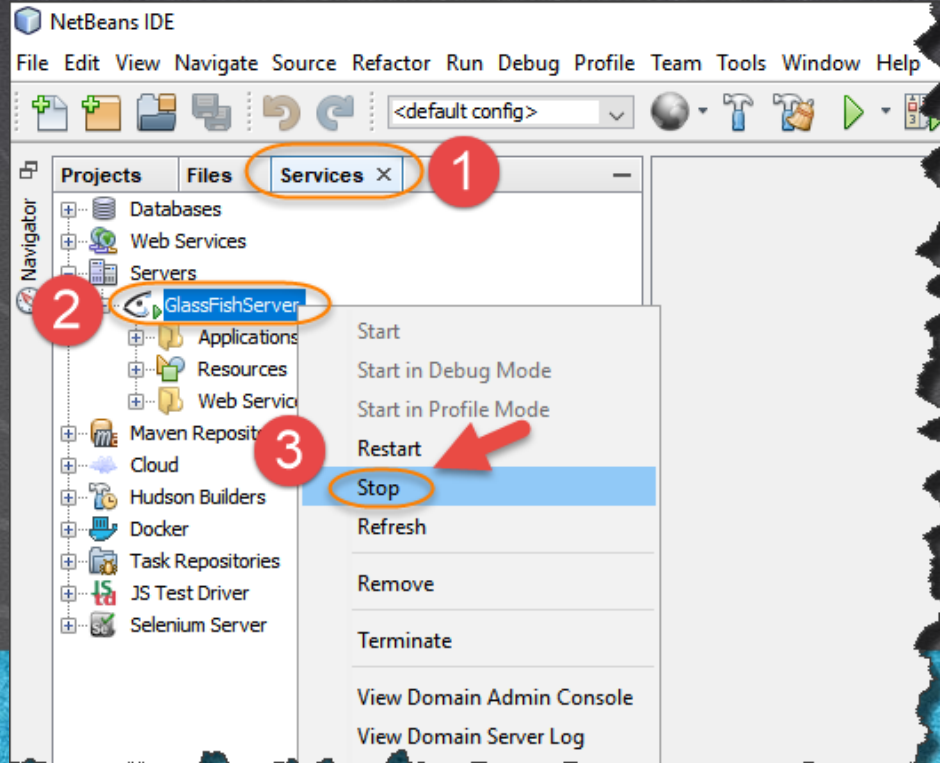 NetBeans IDE
File Edit View Navigate Source Refactor Run Debug Profile Team Tools Window Help
<default config>
Projects Files Services 1
Navigator
Databases
Web Services
Servers
2 GlassFishServer
Applications
Resources
Web Servic
Maven Reposit
Cloud
Hudson Builders
Docker
Task Repositories
JS Test Driver
Selenium Server
Start
Start in Debug Mode
Start in Profile Mode
Restart
3 Stop
Refresh
Remove
Terminate
View Domain Admin Console
View Domain Server Log